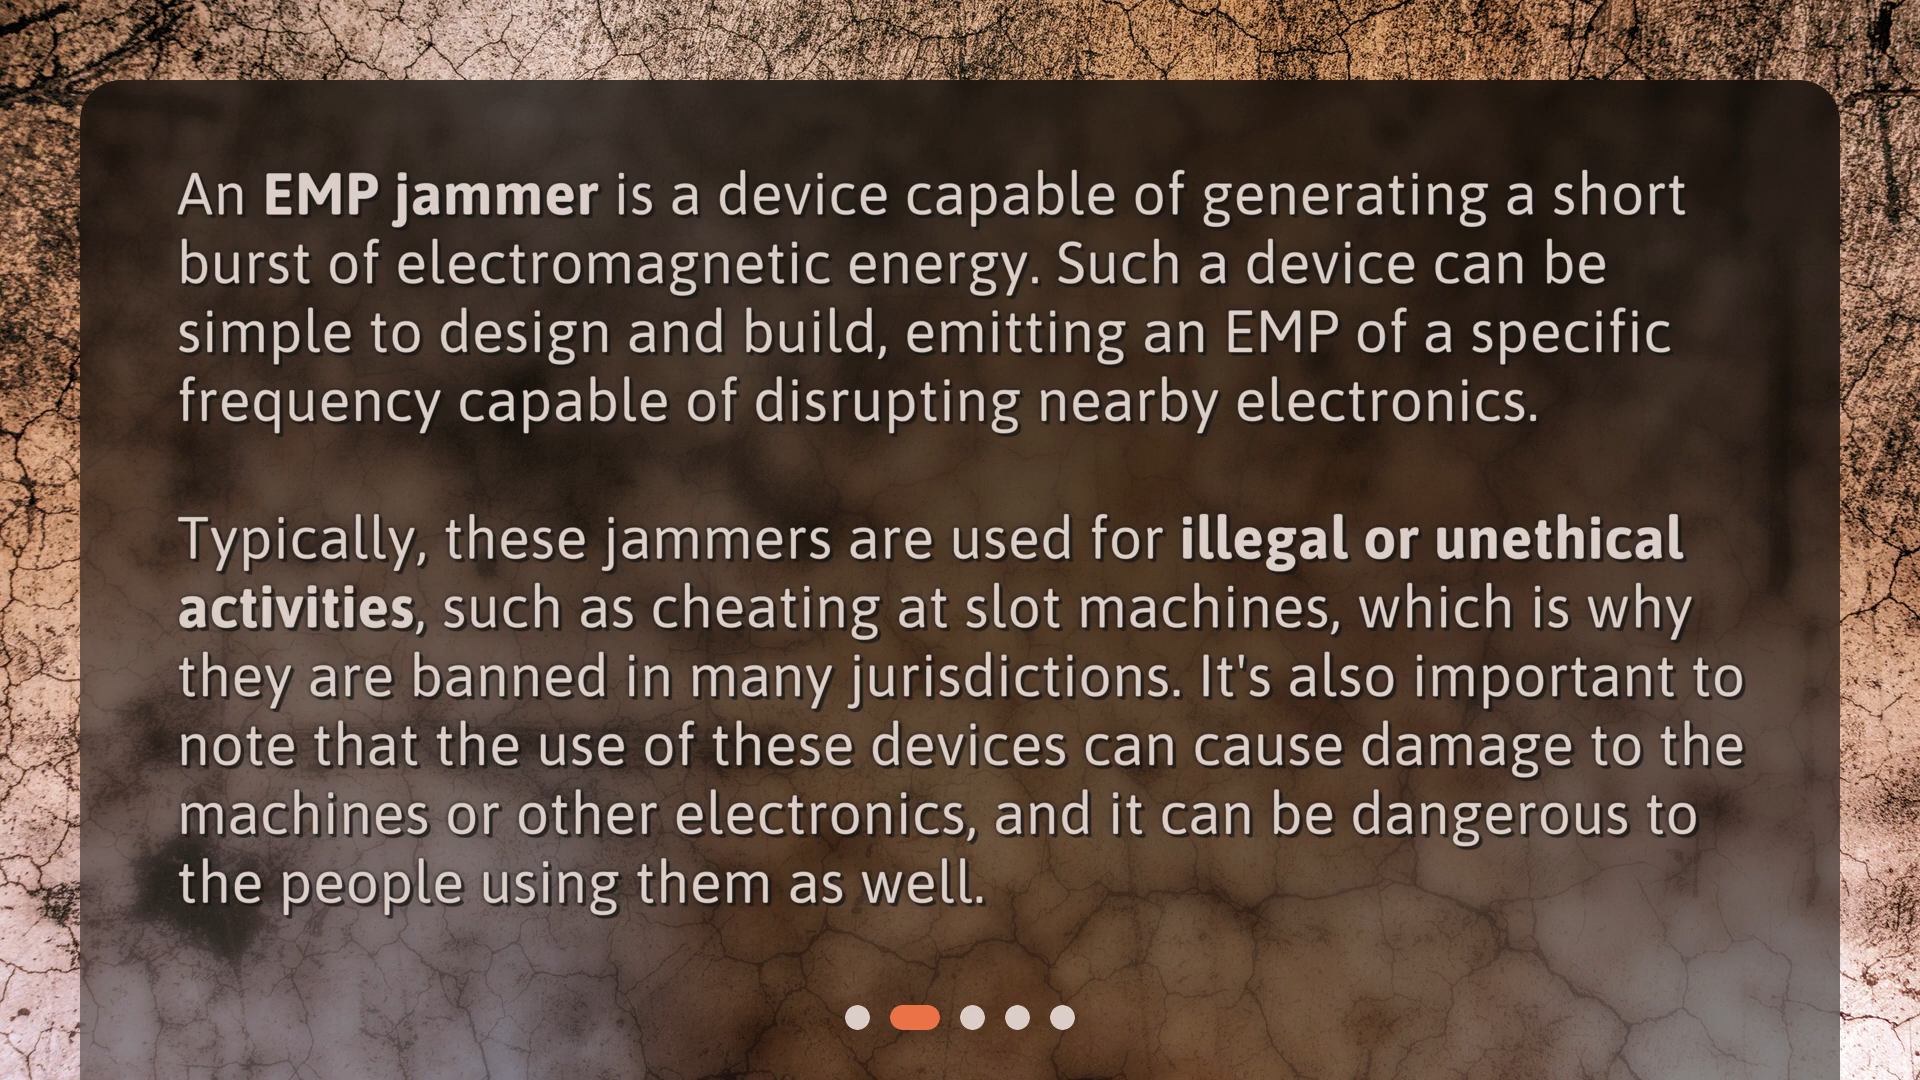 An EMP jammer is a device capable of generating a short
burst of electromagnetic energy. Such a device can be
simple to design and build, emitting an EMP of a specific
frequency capable of disrupting nearby electronics.
Typically, these jammers are used for illegal or unethical
activities, such as cheating at slot machines, which is why
they are banned in many jurisdictions. It's also important to
note that the use of these devices can cause damage to the
machines or other electronics, and it can be dangerous to
the people using them as well.